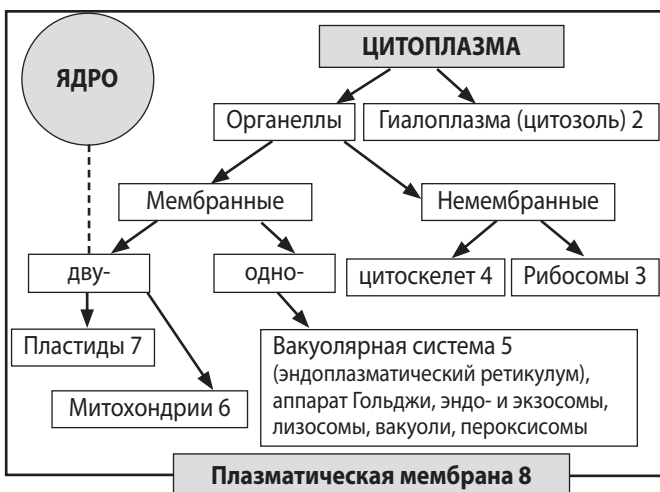 ЦИТОПЛАЗМА
ЯДРО
Органеллы
Гиалоплазма (цитозоль) 2
Мембранные
Немембранные
дву-
одно-
цитоскелет 4
Рибосомы 3
Пластиды 7
Митохондрии 6
Вакуолярная система 5
(эндоплазматический ретикулум),
аппарат Гольджи, эндо- и экзосомы,
лизосомы, вакуоли, пероксисомы
Плазматическая мембрана 8